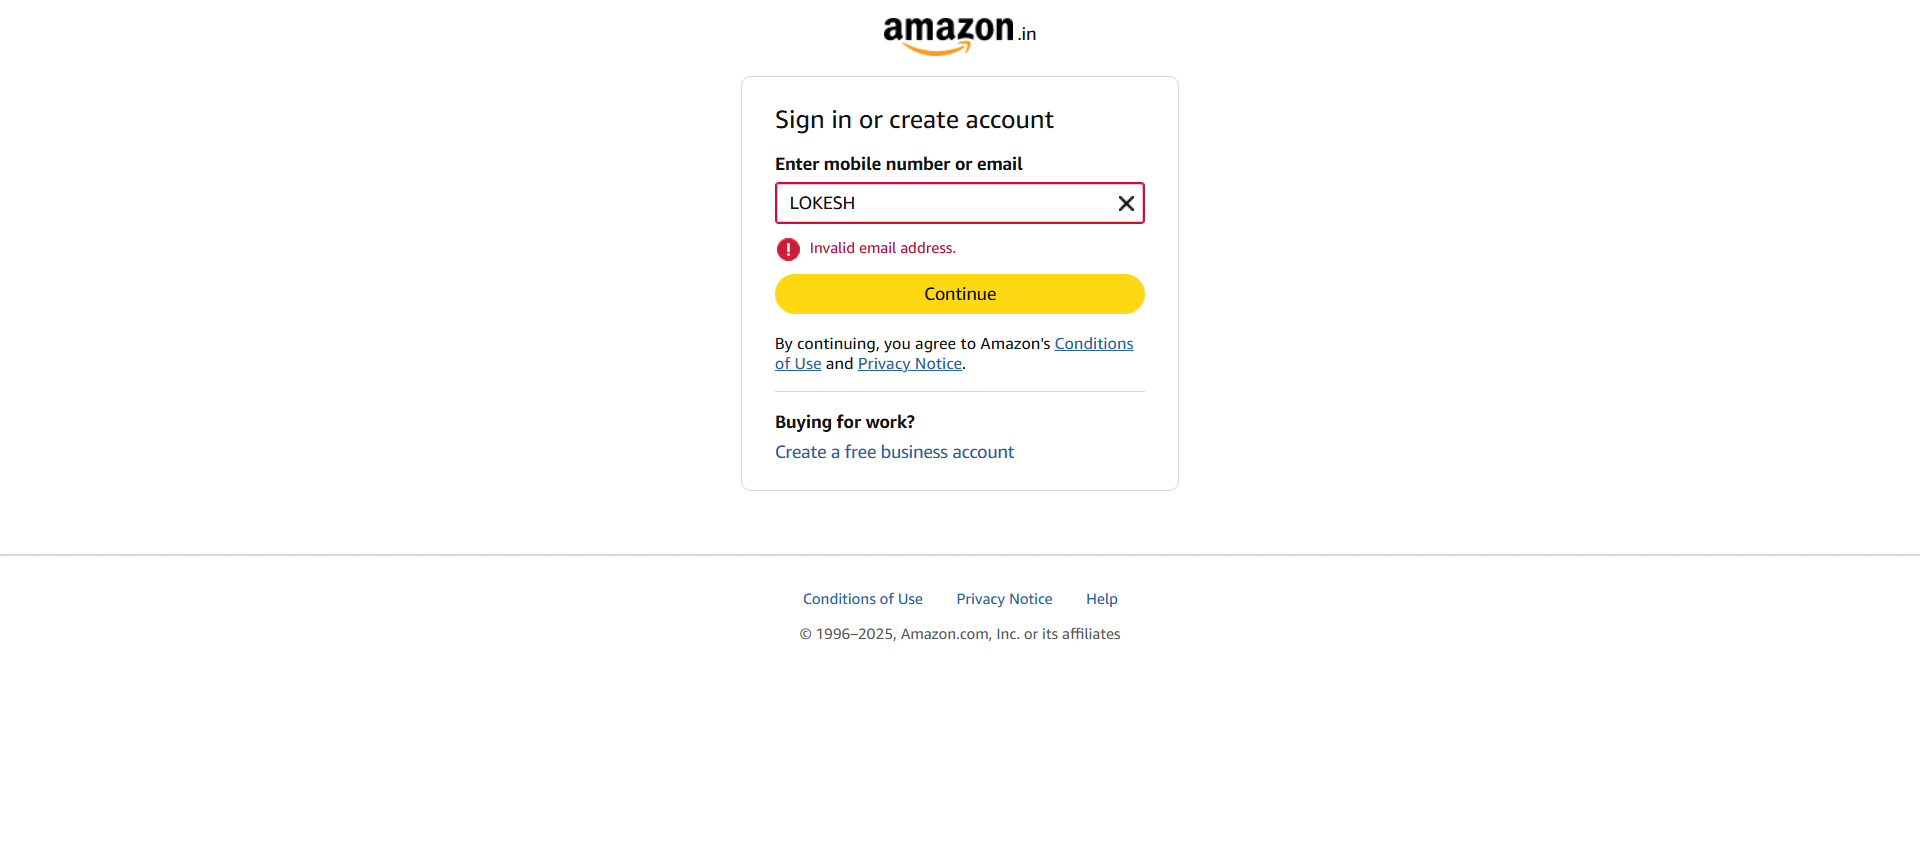 amazon.in
Sign in or create account
Enter mobile number or email
LOKESH
Invalid email address.
Continue
By continuing, you agree to Amazon's Conditions
of Use and Privacy Notice.
Buying for work?
Create a free business account
Conditions of Use Privacy Notice Help
© 1996–2025, Amazon.com, Inc. or its affiliates